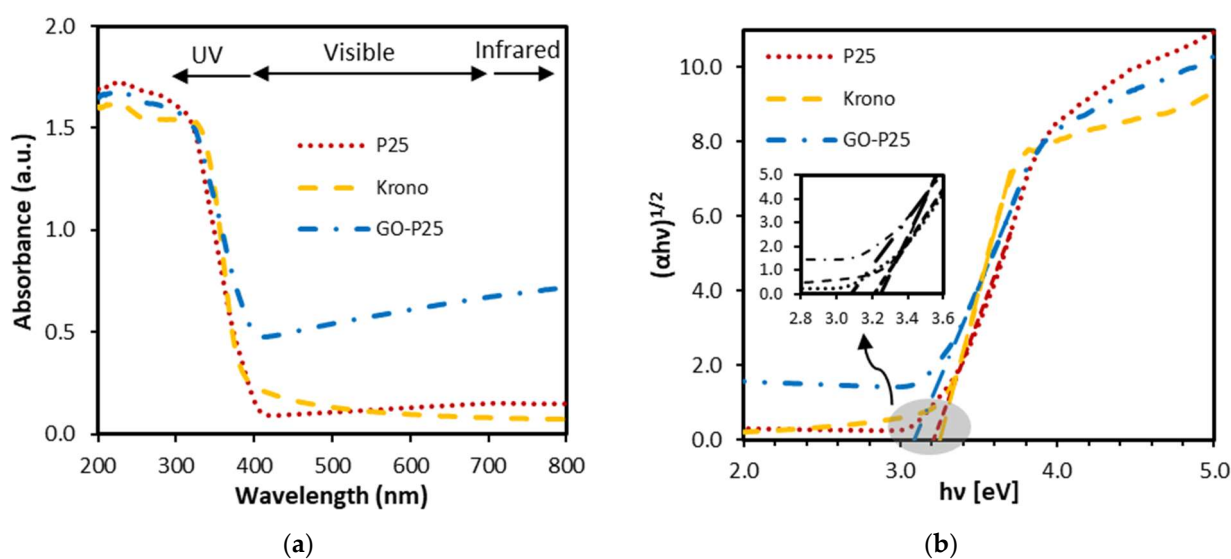 2.0
1.5
1.0
0.5
0.0
Absorbance (a.u.)
UV
Visible
Infrared
P25
Krono
GO-P25
200 300 400 500 600 700 800
Wavelength (nm)
(a)
10.0
8.0
6.0
4.0
2.0
0.0
(αhν)1/2
P25
Krono
GO-P25
5.0
4.0
3.0
2.0
1.0
0.0
2.8 3.0 3.2 3.4 3.6
2.0 3.0 4.0 5.0
hν [eV]
(b)